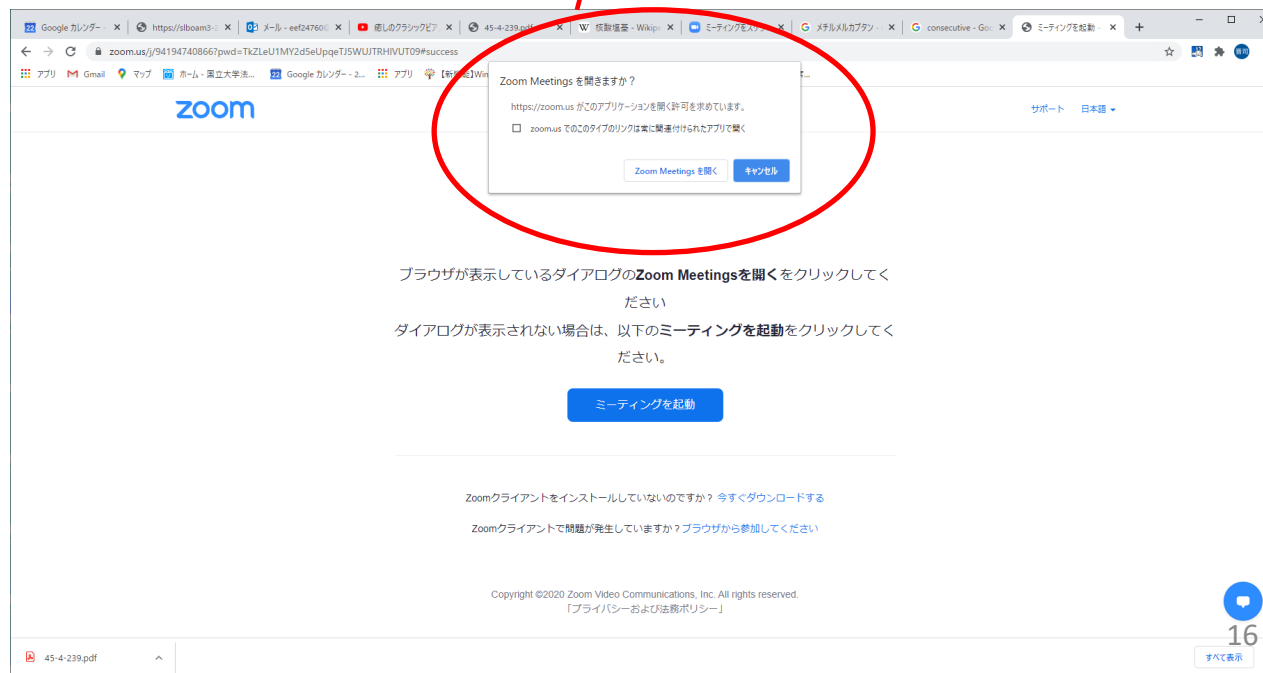 Google カレンダー -
https://slboam3-2
メール - eef24760(
癒しのクラシックピア
45-4-239.pdf
核酸塩基 - Wikip
ミーティングをスケジ
メチルメルカプタン -
consecutive - Goo
ミーティングを起動 -
zoom.us/j/94194740866?pwd=TkZLeU1MY2d5eUpqeTJ5WUJTRHlVUT09#success
アプリ
Gmail
マップ
ホーム - 国立大学法...
Google カレンダー - 2...
アプリ
zoom
サポート 日本語
Zoom Meetings を開きますか？
https://zoom.us がこのアプリケーションを開く許可を求めています。
zoom.us でのこのタイプのリンクは常に関連付けられたアプリで開く
Zoom Meetings を開く キャンセル
ブラウザが表示しているダイアログのZoom Meetingsを開くをクリックしてく
ださい
ダイアログが表示されない場合は、以下のミーティングを起動をクリックしてく
ださい。
ミーティングを起動
Zoomクライアントをインストールしていないのですか？ 今すぐダウンロードする
Zoomクライアントで問題が発生していますか？ブラウザから参加してください
Copyright ©2020 Zoom Video Communications, Inc. All rights reserved.
「プライバシーおよび法務ポリシー」
16
45-4-239.pdf
すべて表示